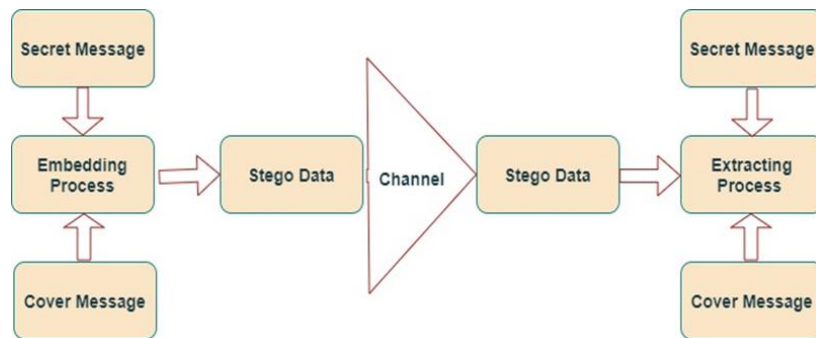 Secret Message
Secret Message
Embedding
Process
Stego Data
Channel
Stego Data
Extracting
Process
Cover Message
Cover Message